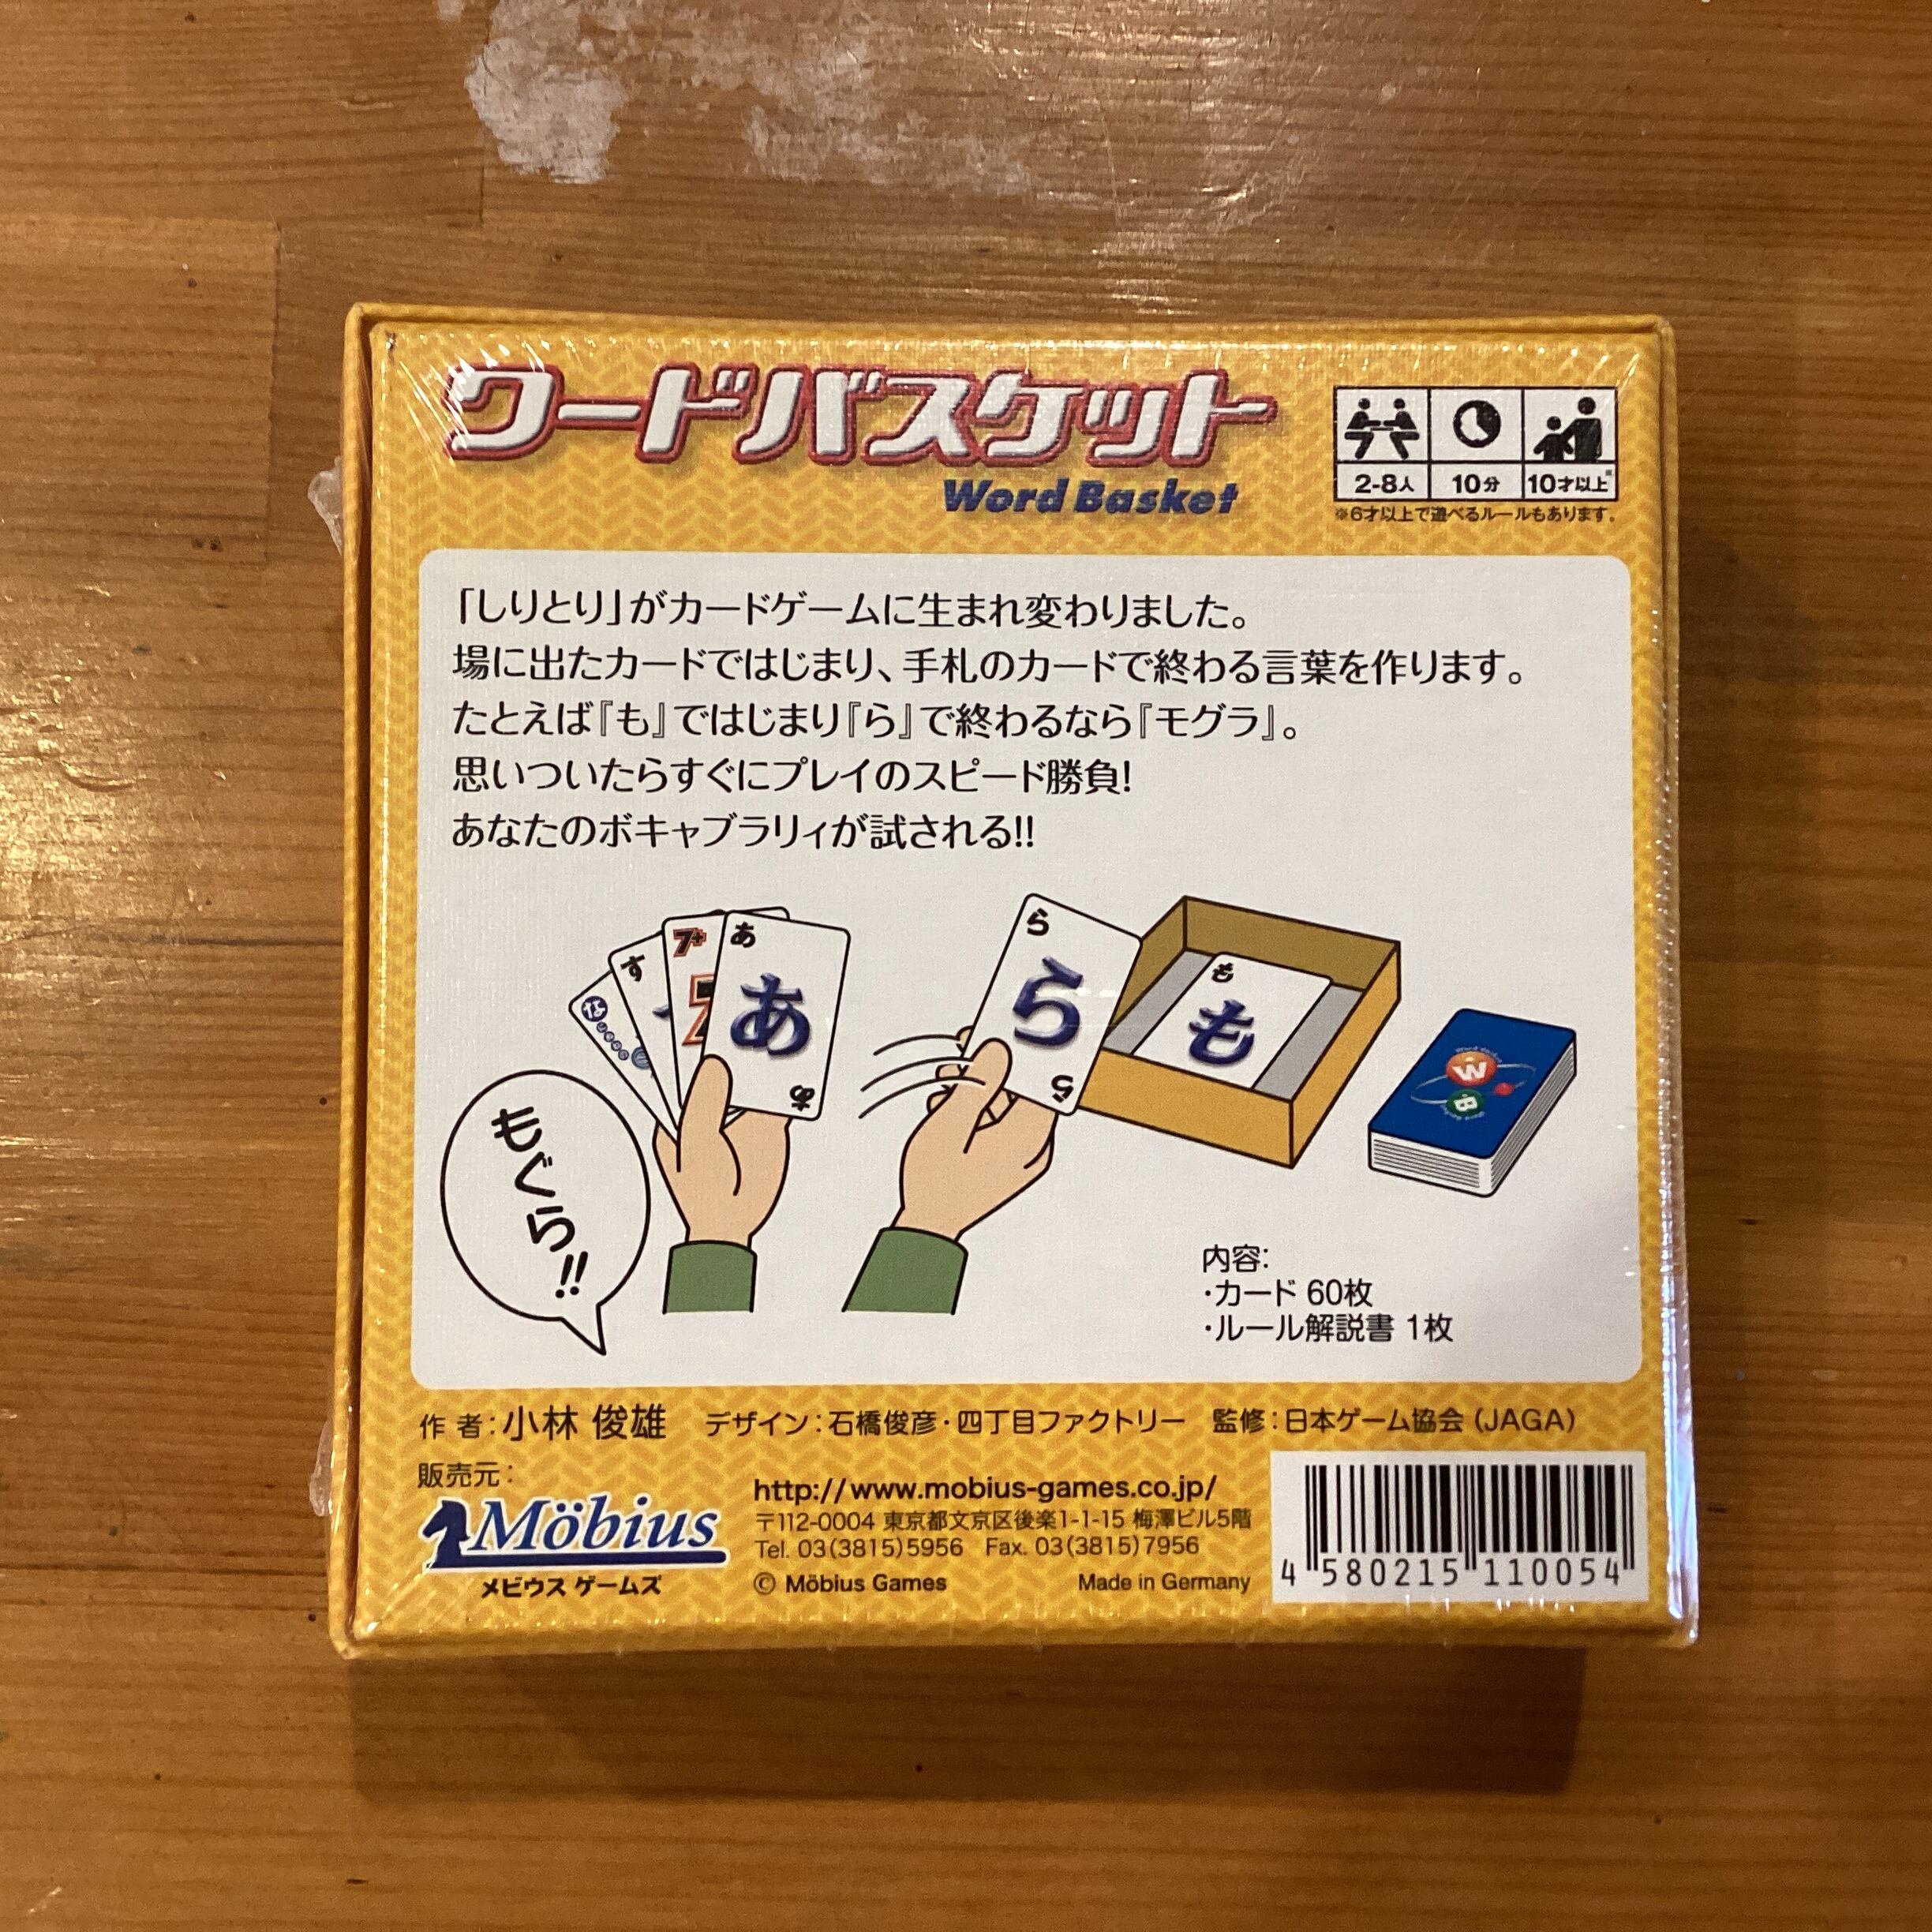 ワードバスケット
Word Basket
2-8人 10分 10才以上※
※6才以上で遊べるルールもあります。
「しりとり」がカードゲームに生まれ変わりました。
場に出たカードではじまり、手札のカードで終わる言葉を作ります。
たとえば『も』ではじまり『ら』で終わるなら『モグラ』。
思いついたらすぐにプレイのスピード勝負!
あなたのボキャブラリィが試される!!
な
す
7+
7
あ
あ
あ
ら
ら
ら
も
も
W
B
もぐら!!
内容:
・カード 60枚
・ルール解説書 1枚
作 者:小林 俊雄 デザイン:石橋俊彦・四丁目ファクトリー 監修:日本ゲーム協会(JAGA)
販売元:
Möbius
メビウス ゲームズ
http://www.mobius-games.co.jp/
〒112-0004 東京都文京区後楽1-1-15 梅澤ビル5階
Tel. 03(3815)5956 Fax. 03(3815)7956
© Möbius Games Made in Germany
4 580215 110054